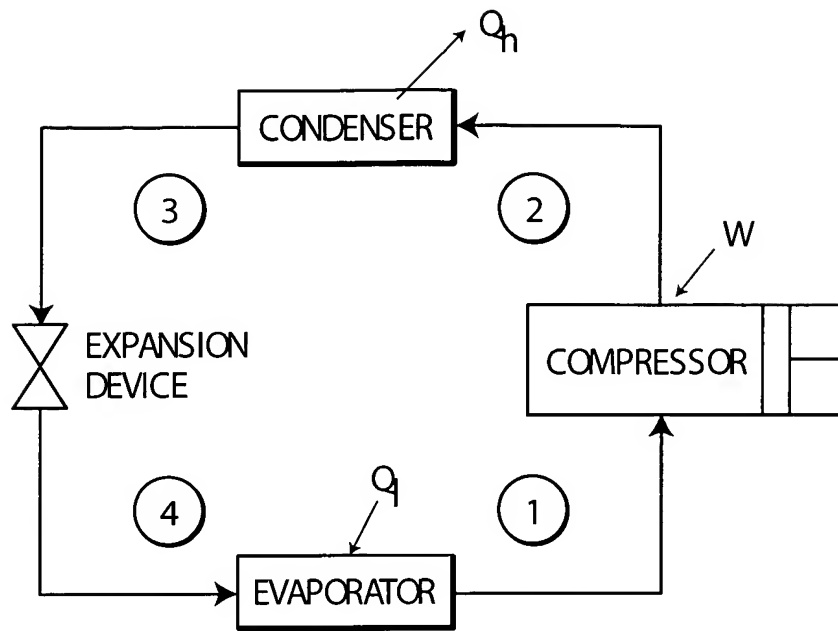 Qh
CONDENSER
3
2
W
EXPANSION
DEVICE
COMPRESSOR
4
Ql
1
EVAPORATOR